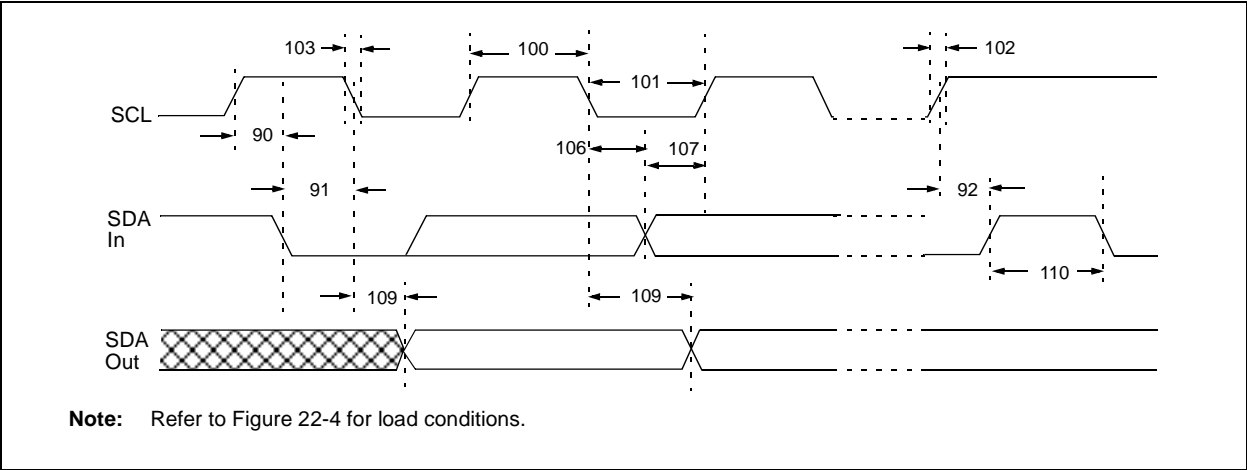 103
100
102
101
SCL
90
106
107
91
92
SDA
In
110
109
109
SDA
Out
Note: Refer to Figure 22-4 for load conditions.